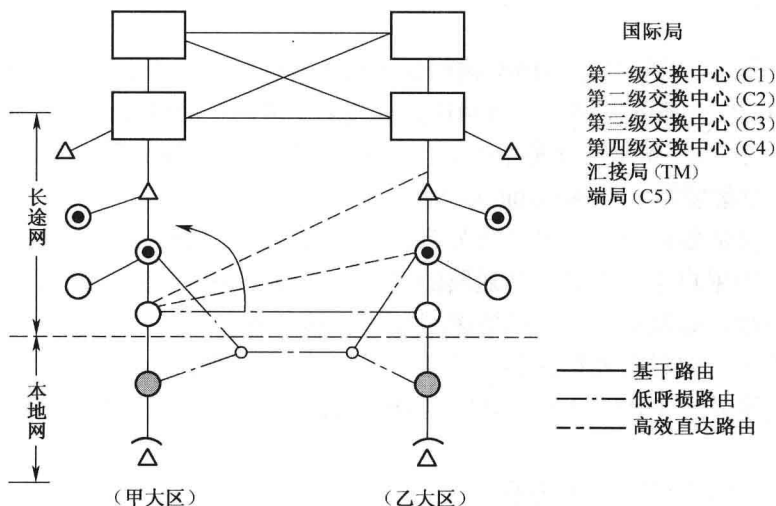 国际局
第一级交换中心(C1)
第二级交换中心(C2)
第三级交换中心(C3)
第四级交换中心(C4)
汇接局(TM)
端局(C5)
长途网
本地网
基干路由
低呼损路由
高效直达路由
(甲大区)
(乙大区)